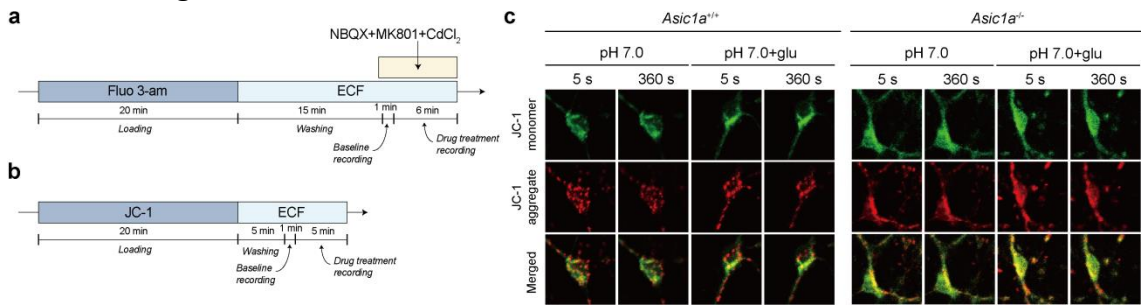 a
NBQX+MK801+CdCl2
Fluo 3-am
ECF
20 min
15 min
1 min
6 min
Loading
Washing
Baseline
recording
Drug treatment
recording
b
JC-1
ECF
20 min
5 min
1 min
5 min
Loading
Washing
Baseline
recording
Drug treatment
recording
c
Asic1a+/+
Asic1a-/-
pH 7.0
pH 7.0+glu
pH 7.0
pH 7.0+glu
5 s
360 s
5 s
360 s
5 s
360 s
5 s
360 s
JC-1
monomer
JC-1
aggregate
Merged